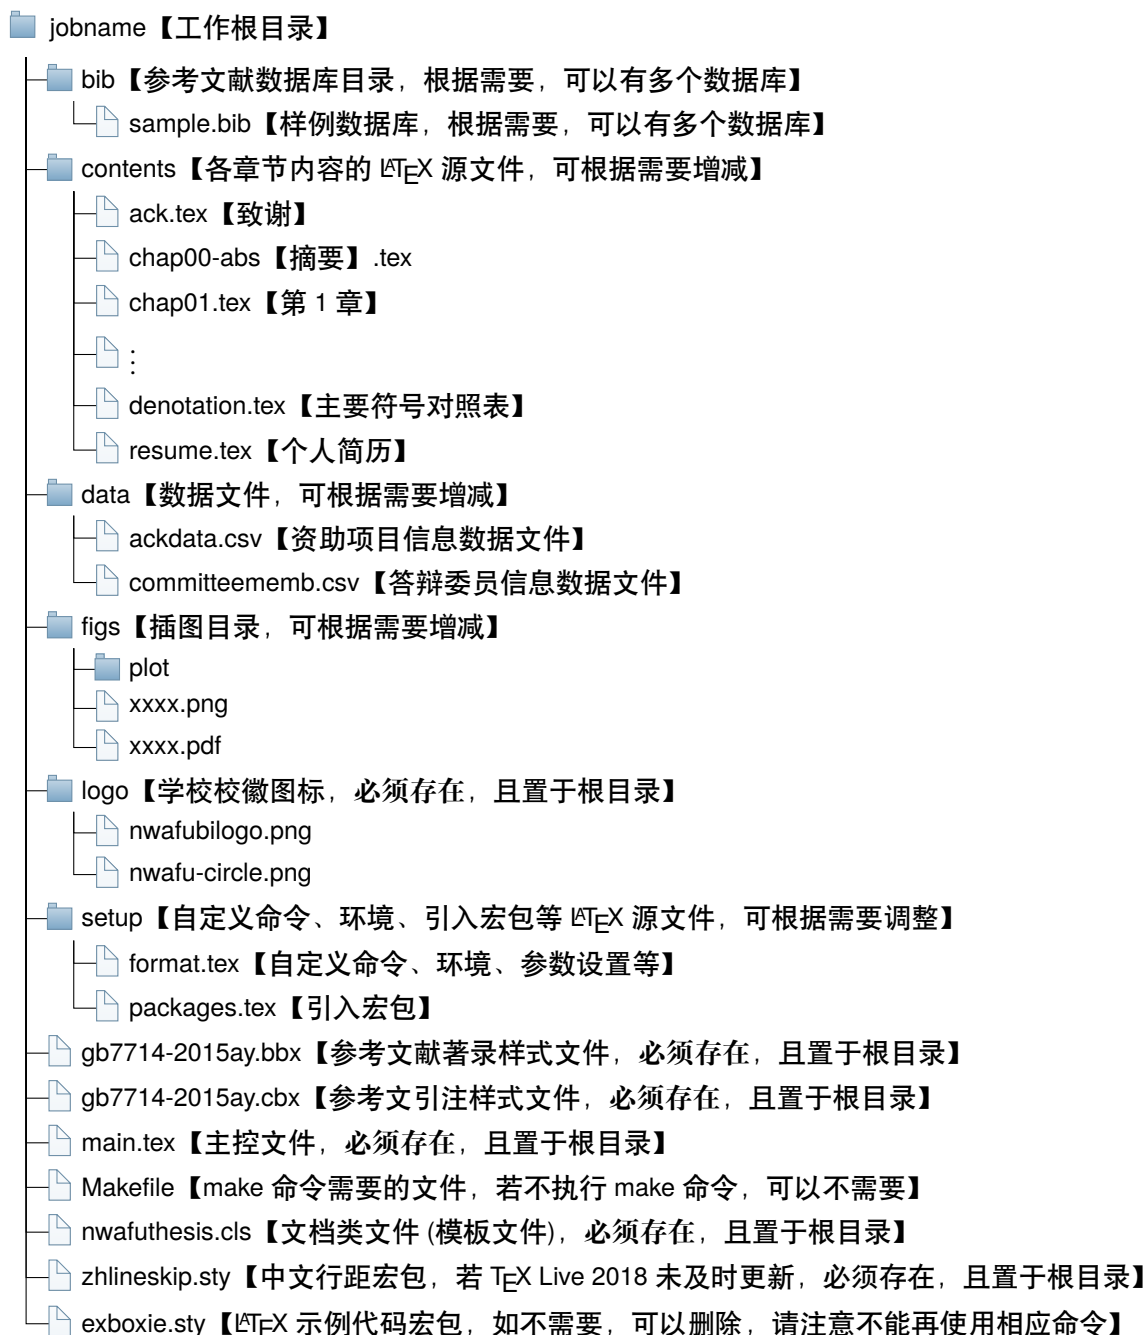 jobname【工作根目录】
bib【参考文献数据库目录，根据需要，可以有多个数据库】
sample.bib【样例数据库，根据需要，可以有多个数据库】
contents【各章节内容的 LATEX 源文件，可根据需要增减】
ack.tex【致谢】
chap00-abs【摘要】.tex
chap01.tex【第 1 章】
⋮
denotation.tex【主要符号对照表】
resume.tex【个人简历】
data【数据文件，可根据需要增减】
ackdata.csv【资助项目信息数据文件】
committeememb.csv【答辩委员信息数据文件】
figs【插图目录，可根据需要增减】
plot
xxxx.png
xxxx.pdf
logo【学校校徽图标，必须存在，且置于根目录】
nwafubilogo.png
nwafu-circle.png
setup【自定义命令、环境、引入宏包等 LATEX 源文件，可根据需要调整】
format.tex【自定义命令、环境、参数设置等】
packages.tex【引入宏包】
gb7714-2015ay.bbx【参考文献著录样式文件，必须存在，且置于根目录】
gb7714-2015ay.cbx【参考文引注样式文件，必须存在，且置于根目录】
main.tex【主控文件，必须存在，且置于根目录】
Makefile【make 命令需要的文件，若不执行 make 命令，可以不需要】
nwafuthesis.cls【文档类文件 (模板文件)，必须存在，且置于根目录】
zhlineskip.sty【中文行距宏包，若 TEX Live 2018 未及时更新，必须存在，且置于根目录】
exboxie.sty【LATEX 示例代码宏包，如不需要，可以删除，请注意不能再使用相应命令】